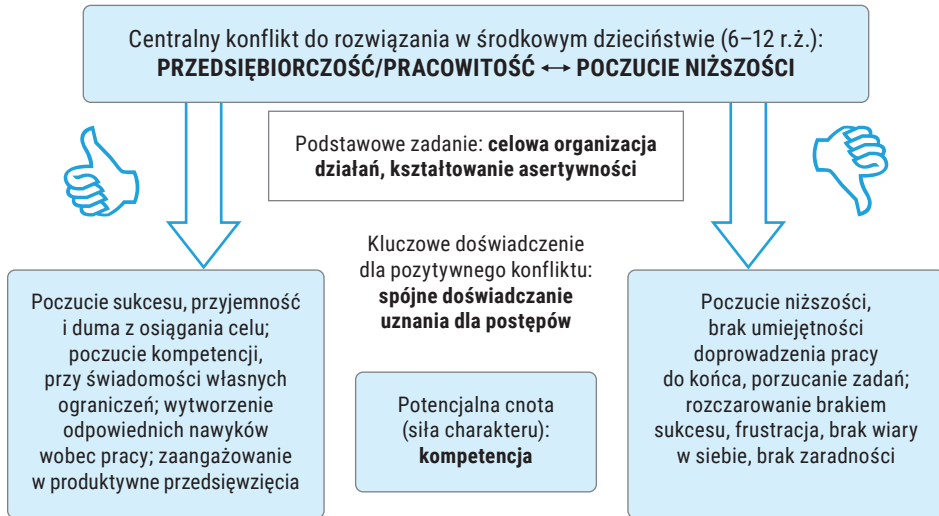 Centralny konflikt do rozwiązania w środkowym dzieciństwie (6–12 r.ż.):
PRZEDSIĘBIORCZOŚĆ/PRACOWITOŚĆ ↔ POCZUCIE NIŻSZOŚCI
Podstawowe zadanie: celowa organizacja
działań, kształtowanie asertywności
Kluczowe doświadczenie
dla pozytywnego konfliktu:
spójne doświadczanie
uznania dla postępów
Poczucie sukcesu, przyjemność
i duma z osiągania celu;
poczucie kompetencji,
przy świadomości własnych
ograniczeń; wytworzenie
odpowiednich nawyków
wobec pracy; zaangażowanie
w produktywne przedsięwzięcia
Potencjalna cnota
(siła charakteru):
kompetencja
Poczucie niższości,
brak umiejętności
doprowadzenia pracy
do końca, porzucanie zadań;
rozczarowanie brakiem
sukcesu, frustracja, brak wiary
w siebie, brak zaradności